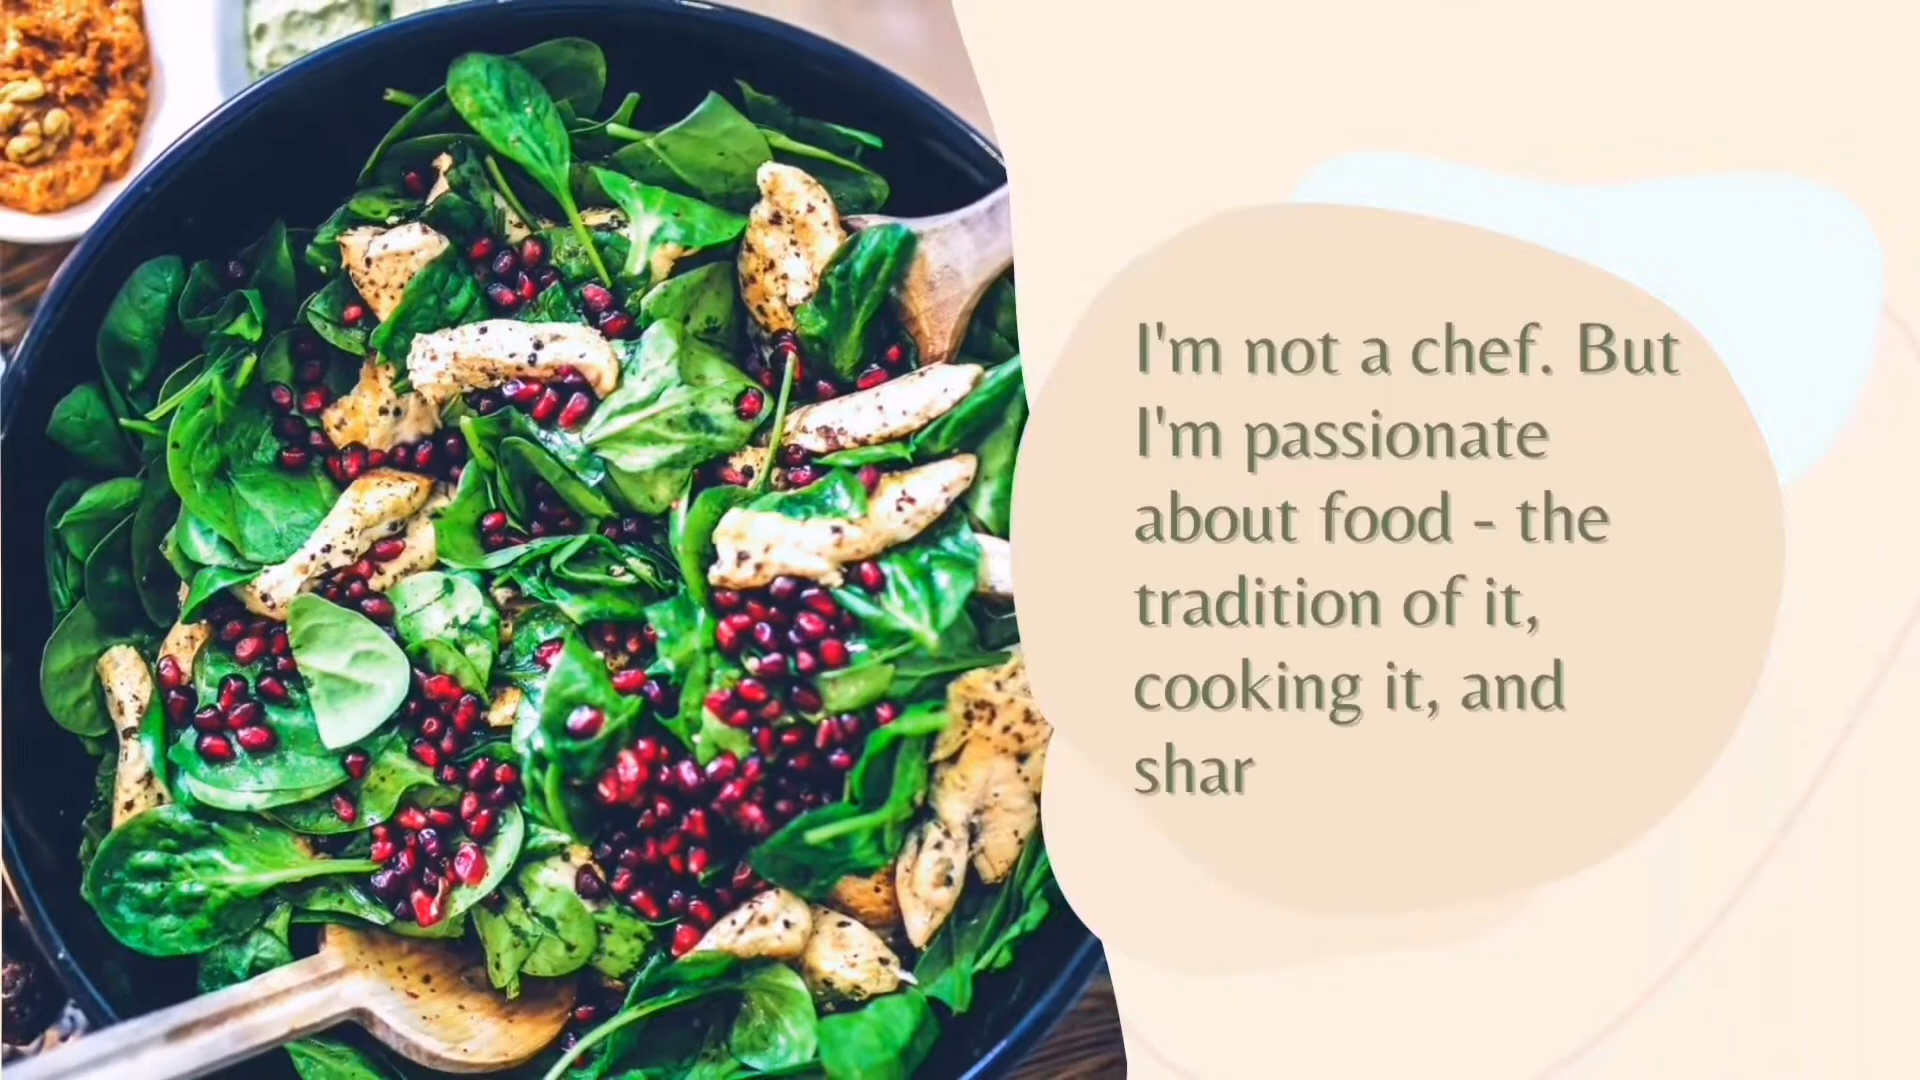 I'm not a chef. But
I'm passionate
about food - the
tradition of it,
cooking it, and
shar